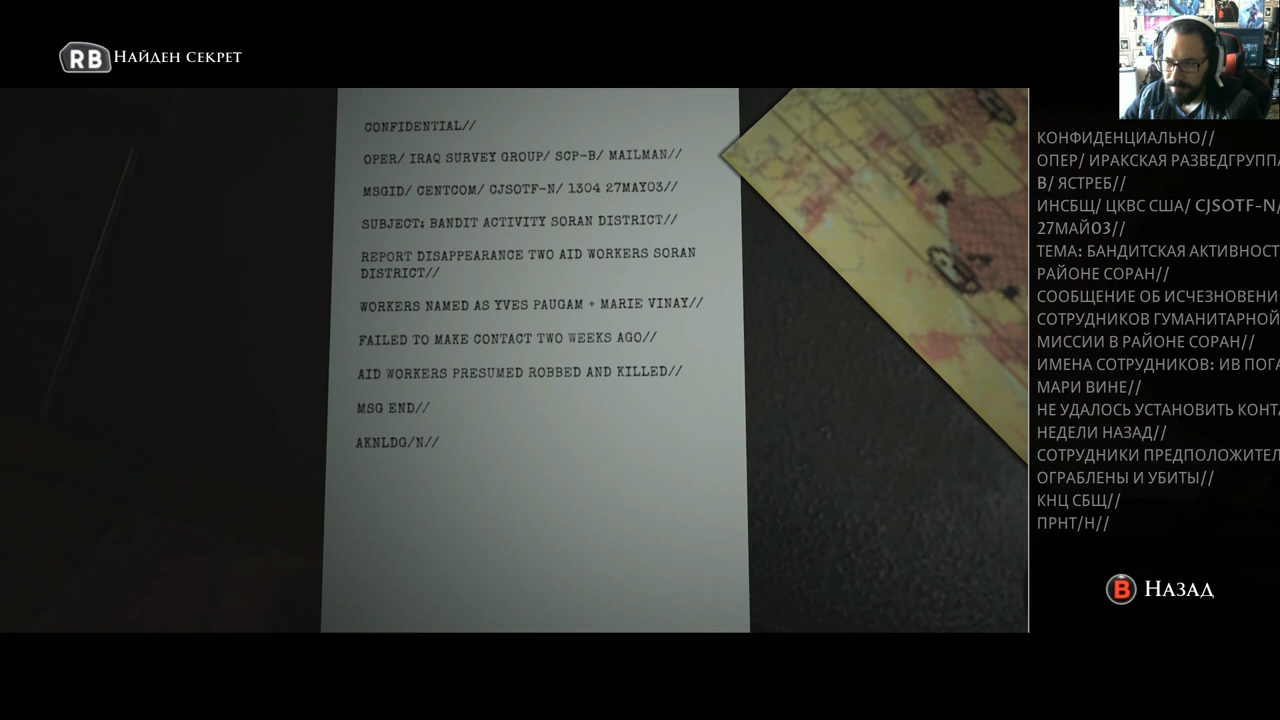 RB Найден секрет
CONFIDENTIAL//
OPER/ IRAQ SURVEY GROUP/ SCP-B/ MAILMAN//
MSGID/ CENTCOM/ CJSOTF-N/ 1304 27MAY03//
SUBJECT: BANDIT ACTIVITY SORAN DISTRICT//
REPORT DISAPPEARANCE TWO AID WORKERS SORAN
DISTRICT//
WORKERS NAMED AS YVES PAUGAM + MARIE VINAY//
FAILED TO MAKE CONTACT TWO WEEKS AGO//
AID WORKERS PRESUMED ROBBED AND KILLED//
MSG END//
AKNLDG/N//
КОНФИДЕНЦИАЛЬНО//
ОПЕР/ ИРАКСКАЯ РАЗВЕДГРУППА
В/ ЯСТРЕБ//
ИНСБЩ/ ЦКВС США/ CJSOTF-N/
27МАЙ03//
ТЕМА: БАНДИТСКАЯ АКТИВНОСТ
РАЙОНЕ СОРАН//
СООБЩЕНИЕ ОБ ИСЧЕЗНОВЕНИ
СОТРУДНИКОВ ГУМАНИТАРНОЙ
МИССИИ В РАЙОНЕ СОРАН//
ИМЕНА СОТРУДНИКОВ: ИВ ПОГА
МАРИ ВИНЕ//
НЕ УДАЛОСЬ УСТАНОВИТЬ КОНТА
НЕДЕЛИ НАЗАД//
СОТРУДНИКИ ПРЕДПОЛОЖИТЕЛ
ОГРАБЛЕНЫ И УБИТЫ//
КНЦ СБЩ//
ПРНТ/Н//
B Назад